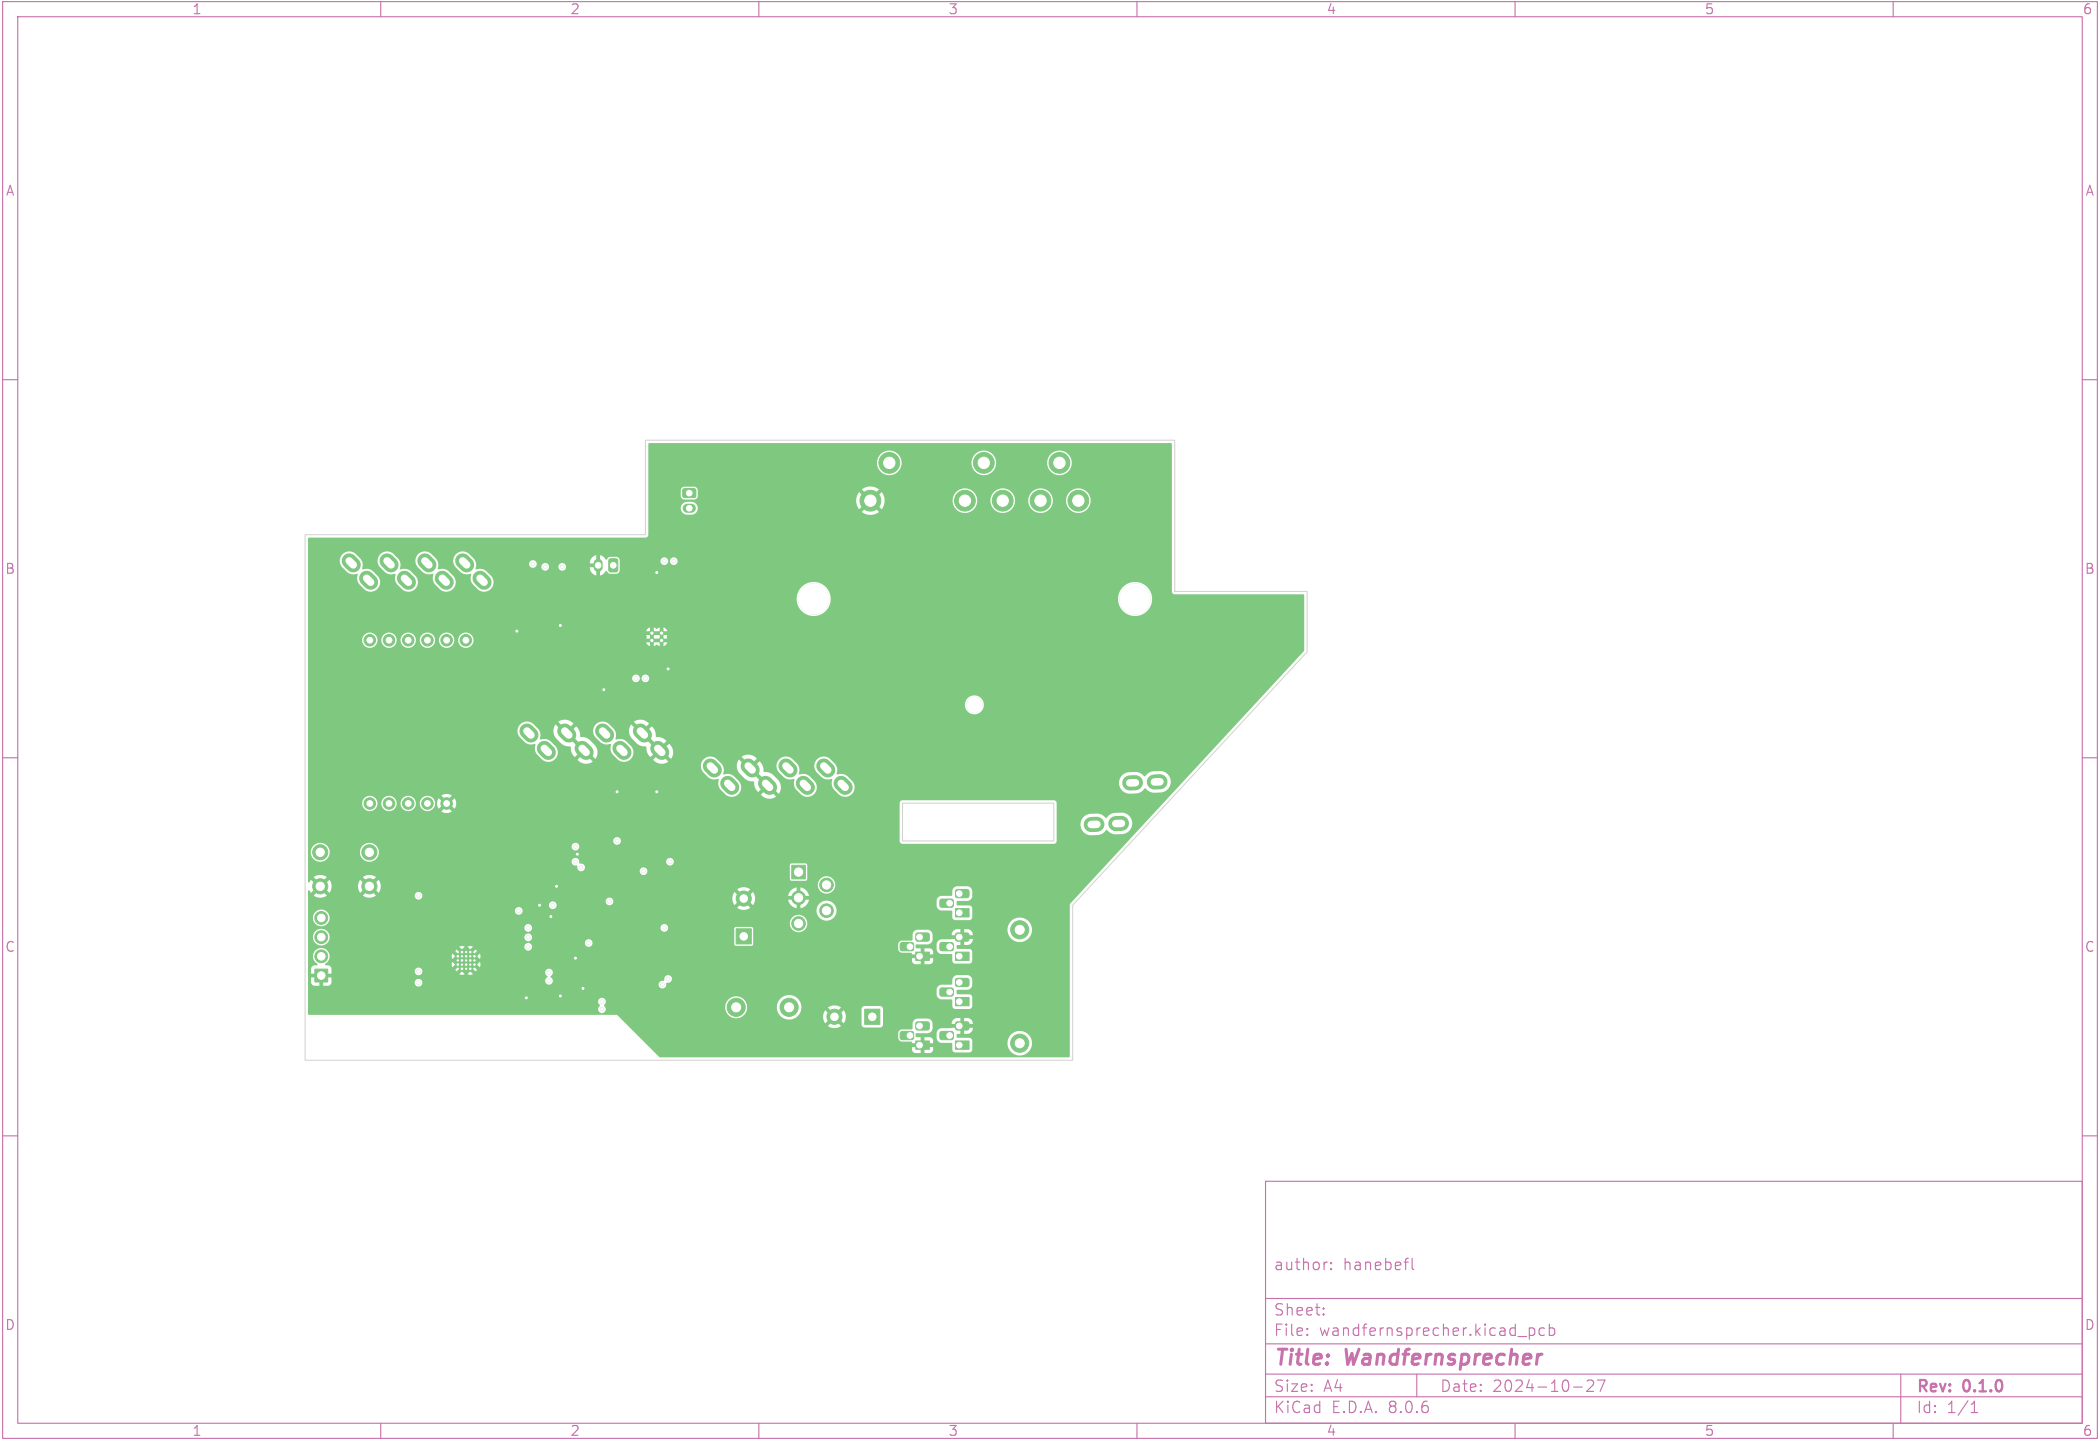 1 2 3 4 5 6
A A
B B
C C
author: hanebefl
Sheet:
File: wandfernsprecher.kicad_pcb
D D
Title: Wandfernsprecher
Size: A4 Date: 2024-10-27 Rev: 0.1.0
KiCad E.D.A. 8.0.6 Id: 1/1
1 2 3 4 5 6